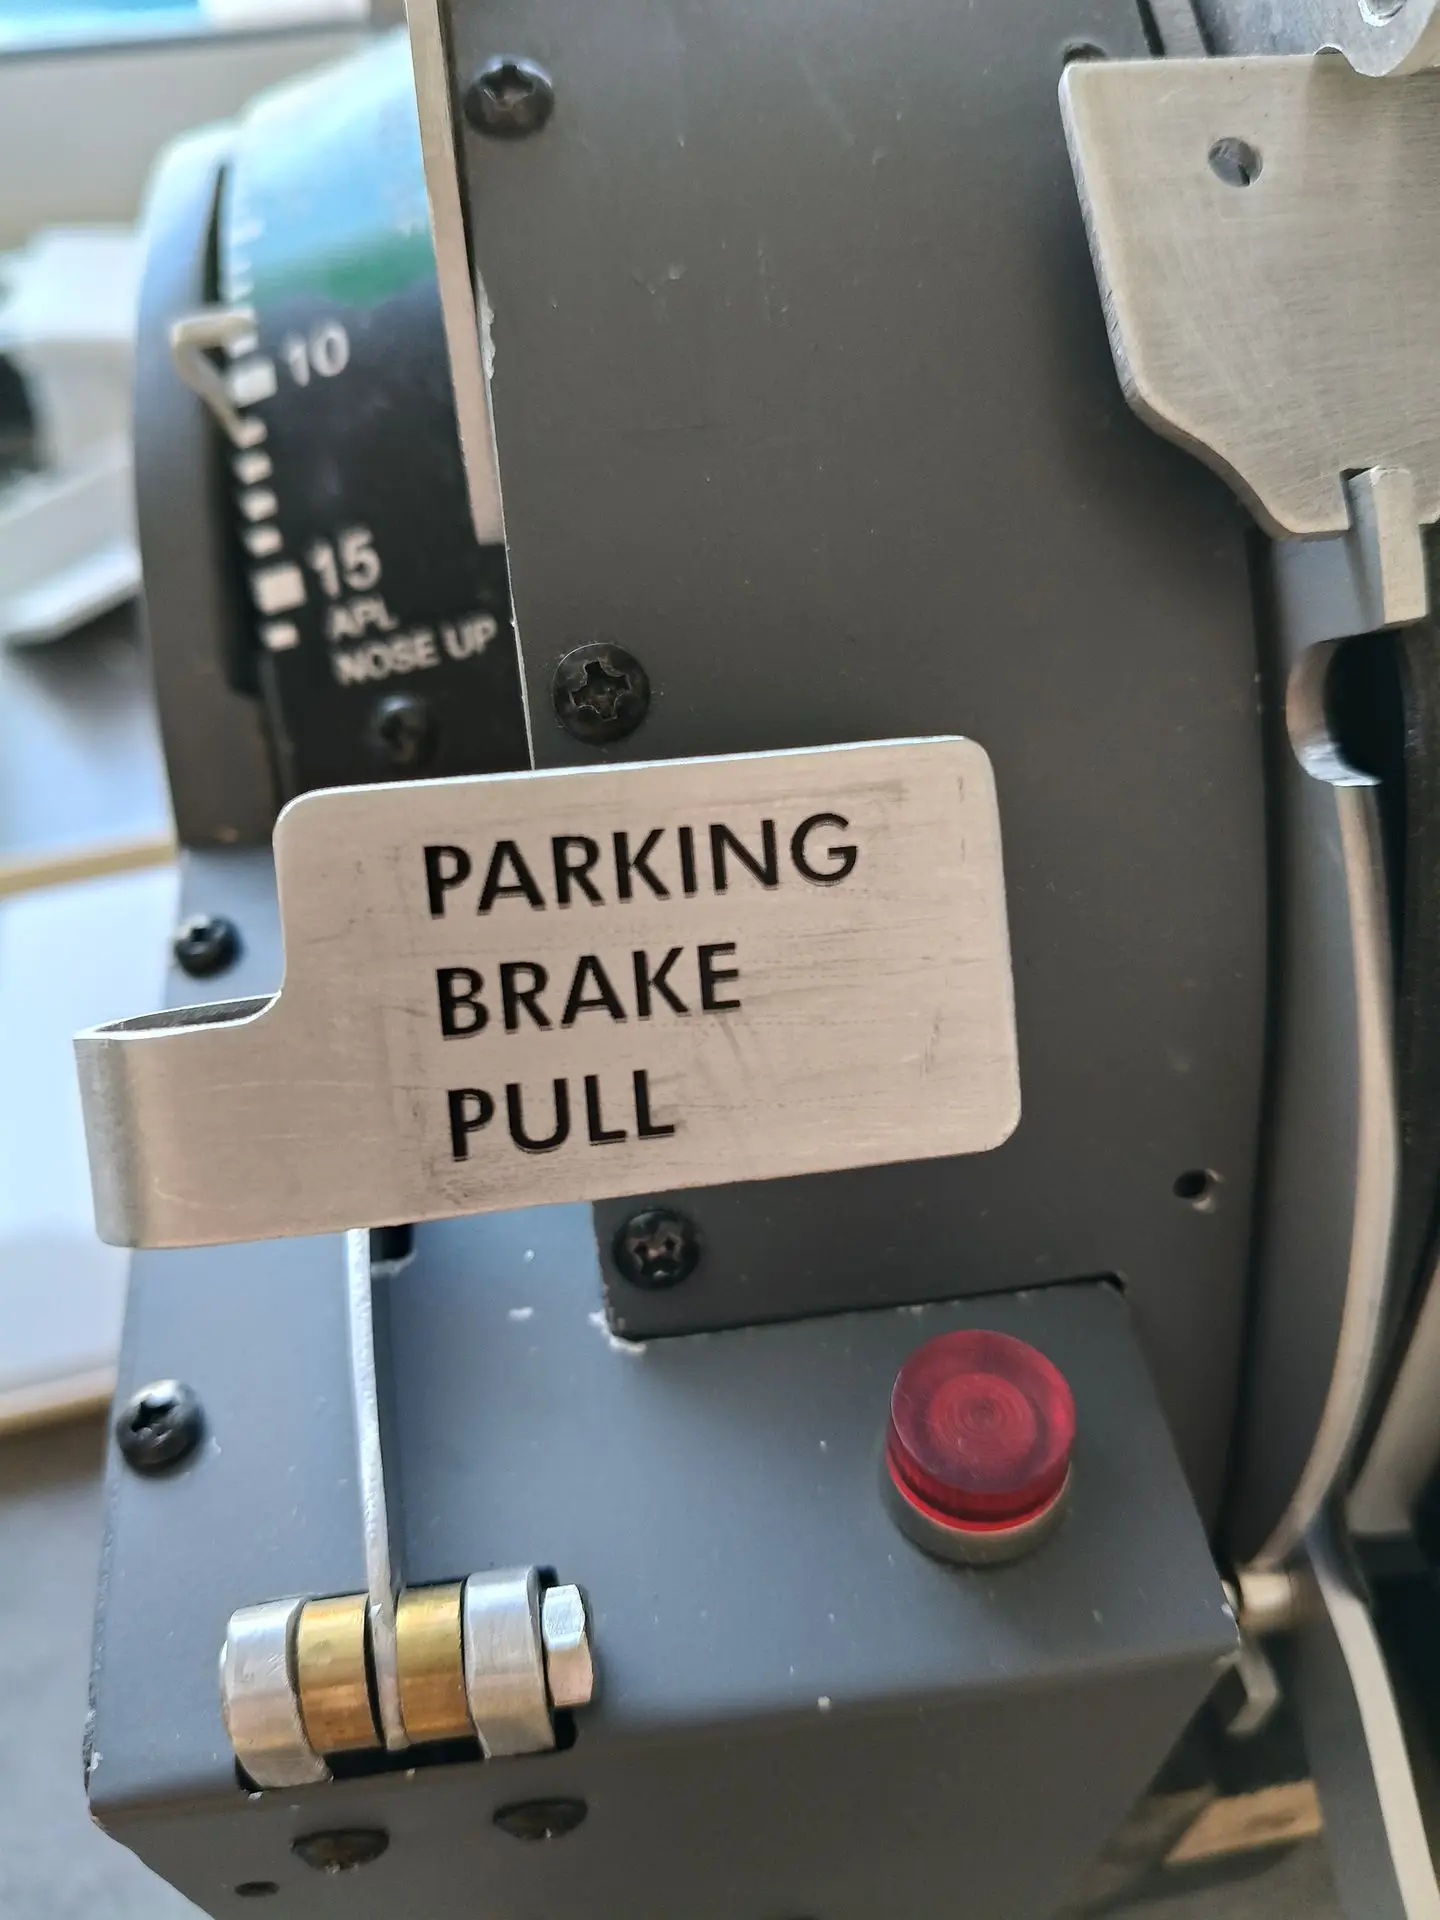 10
15
APL
NOSE UP
PARKING
BRAKE
PULL